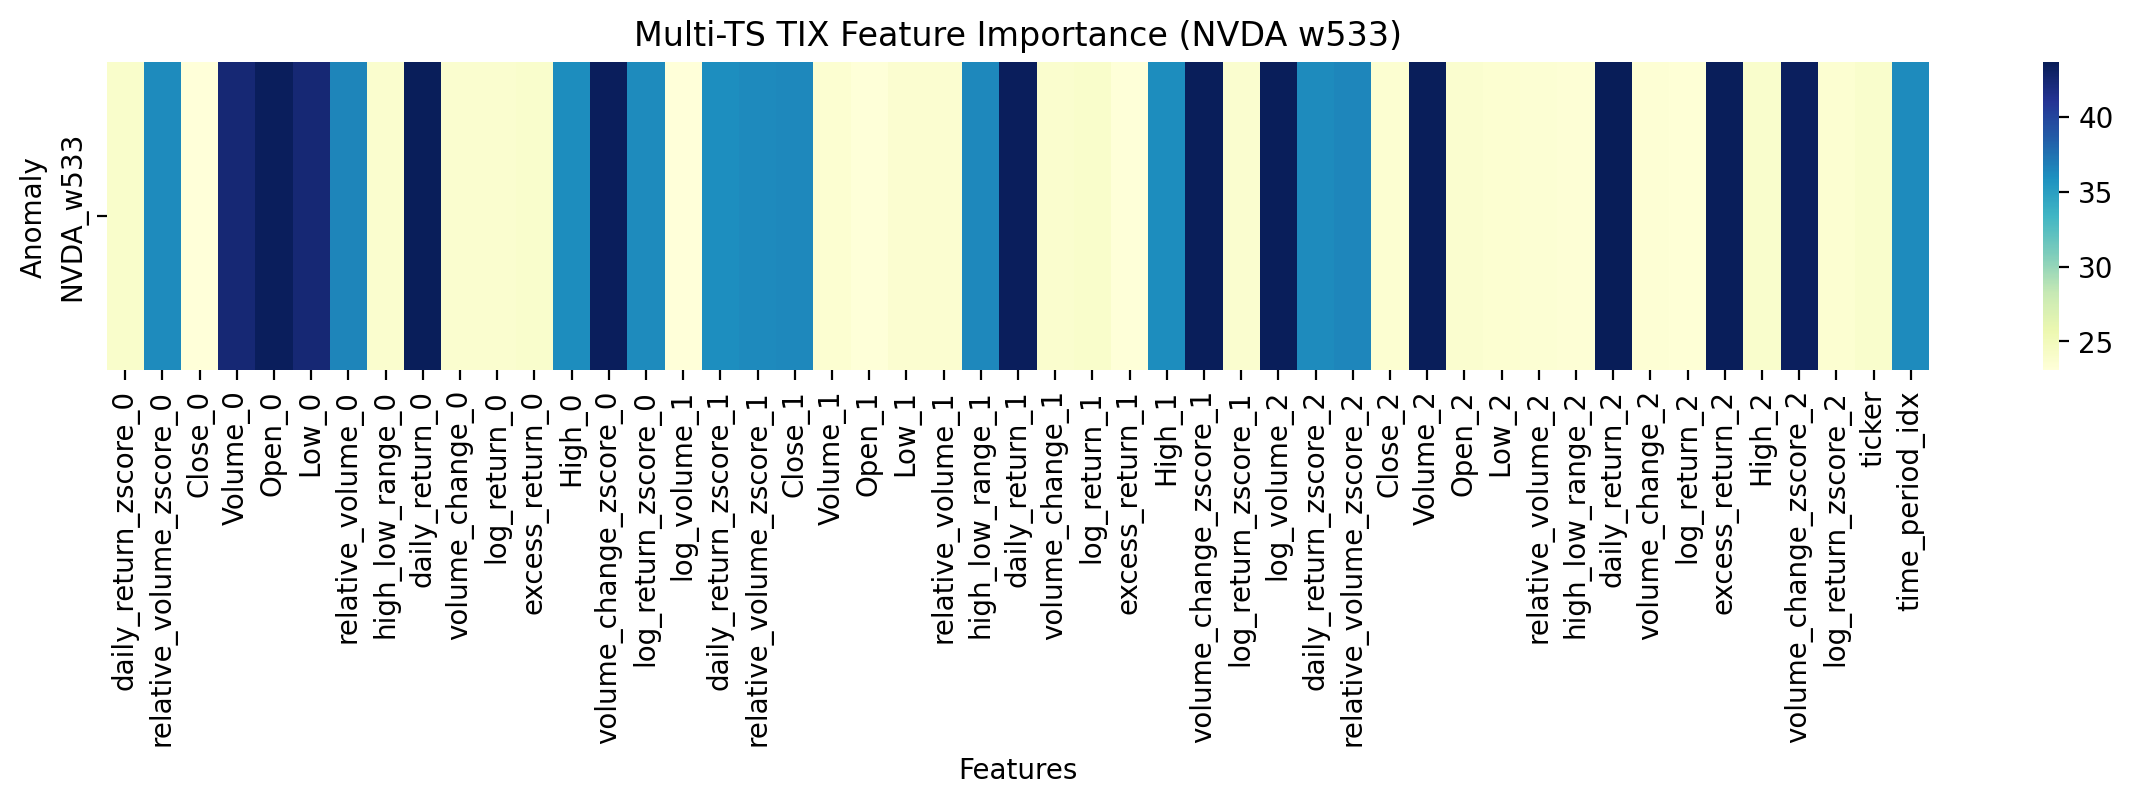 Multi-TS TIX Feature Importance (NVDA w533)
Anomaly
NVDA_w533
40
35
30
25
daily_return_zscore_0
relative_volume_zscore_0
Close_0
Volume_0
Open_0
Low_0
relative_volume_0
high_low_range_0
daily_return_0
volume_change_0
log_return_0
excess_return_0
High_0
volume_change_zscore_0
log_return_zscore_0
log_volume_1
daily_return_zscore_1
relative_volume_zscore_1
Close_1
Volume_1
Open_1
Low_1
relative_volume_1
high_low_range_1
daily_return_1
volume_change_1
log_return_1
excess_return_1
High_1
volume_change_zscore_1
log_return_zscore_1
log_volume_2
daily_return_zscore_2
relative_volume_zscore_2
Close_2
Volume_2
Open_2
Low_2
relative_volume_2
high_low_range_2
daily_return_2
volume_change_2
log_return_2
excess_return_2
High_2
volume_change_zscore_2
log_return_zscore_2
ticker
time_period_idx
Features